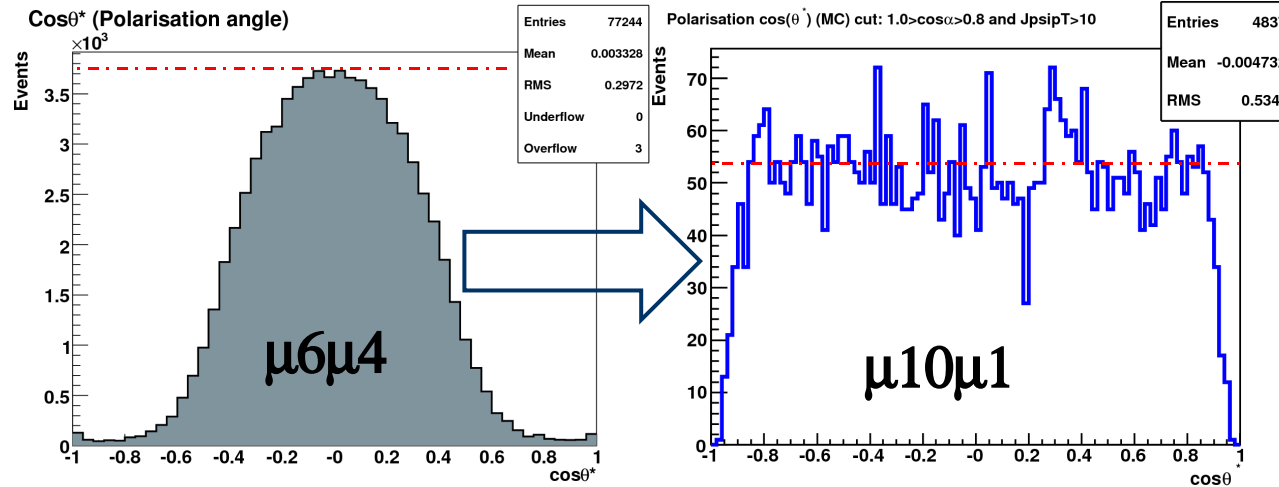 Cosθ* (Polarisation angle)
×10³
Events
Entries 77244
Mean 0.003328
RMS 0.2972
Underflow 0
Overflow 3
3.5
3
2.5
2
1.5
1
0.5
0
μ6μ4
-1 -0.8 -0.6 -0.4 -0.2 -0 0.2 0.4 0.6 0.8 1
cosθ*
Polarisation cos(θ*) (MC) cut: 1.0>cosα>0.8 and JpsipT>10
Events
Entries 483
Mean -0.00473
RMS 0.534
70
60
50
40
30
20
10
0
μ10μ1
-1 -0.8 -0.6 -0.4 -0.2 -0 0.2 0.4 0.6 0.8 1
cosθ*